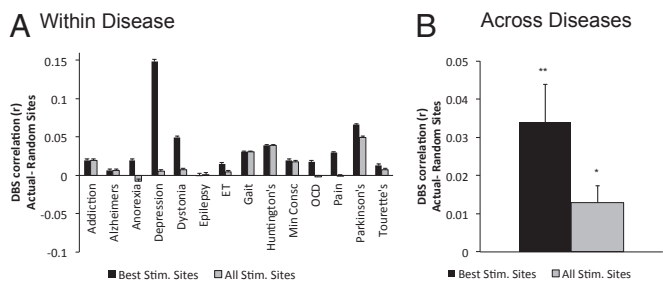 A Within Disease
DBS correlation (r)
Actual- Random Sites
0.15
0.1
0.05
0
-0.05
-0.1
Addiction
Alzheimers
Anorexia
Depression
Dystonia
Epilepsy
ET
Gait
Huntington's
Min Consc
OCD
Pain
Parkinson's
Tourette's
Best Stim. Sites All Stim. Sites
B Across Diseases
DBS correlation (r)
Actual- Random Sites
0.05
0.04
0.03
0.02
0.01
0
**
*
Best Stim. Sites All Stim. Sites